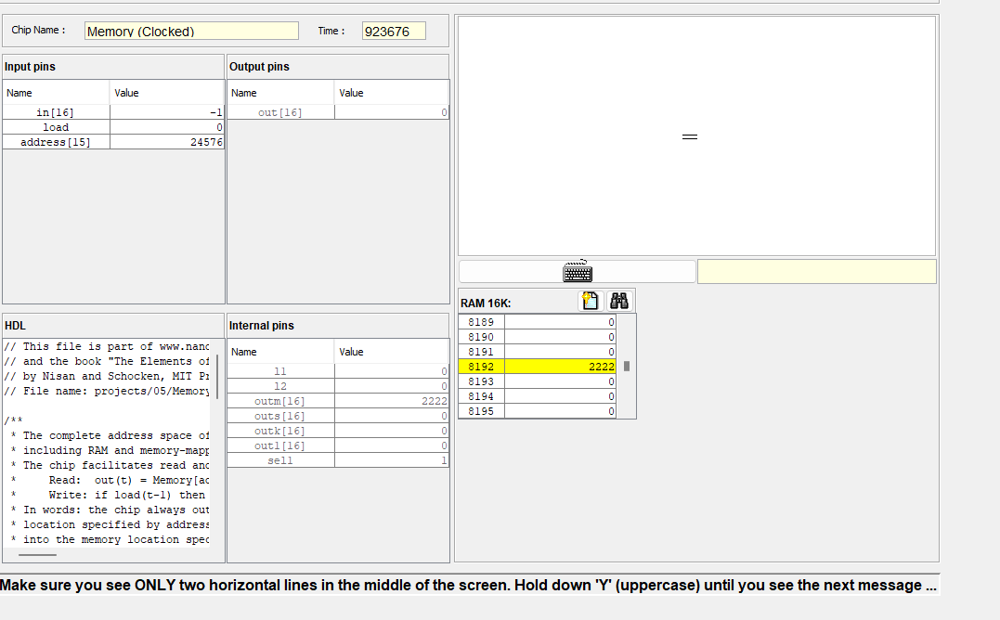 Chip Name : Memory (Clocked) Time : 923676
Input pins
Name Value
in[16] -1
load 0
address[15] 24576
Output pins
Name Value
out[16] 0
HDL
// This file is part of www.nand
// and the book "The Elements of
// by Nisan and Schocken, MIT Pr
// File name: projects/05/Memory
/**
* The complete address space of
* including RAM and memory-mapp
* The chip facilitates read and
* Read: out(t) = Memory[ad
* Write: if load(t-1) then
* In words: the chip always out
* location specified by address
* into the memory location spec
Internal pins
Name Value
l1 0
l2 0
outm[16] 2222
outs[16] 0
outk[16] 0
outl[16] 0
sell 1
RAM 16K:
8189 0
8190 0
8191 0
8192 2222
8193 0
8194 0
8195 0
Make sure you see ONLY two horizontal lines in the middle of the screen. Hold down 'Y' (uppercase) until you see the next message ...